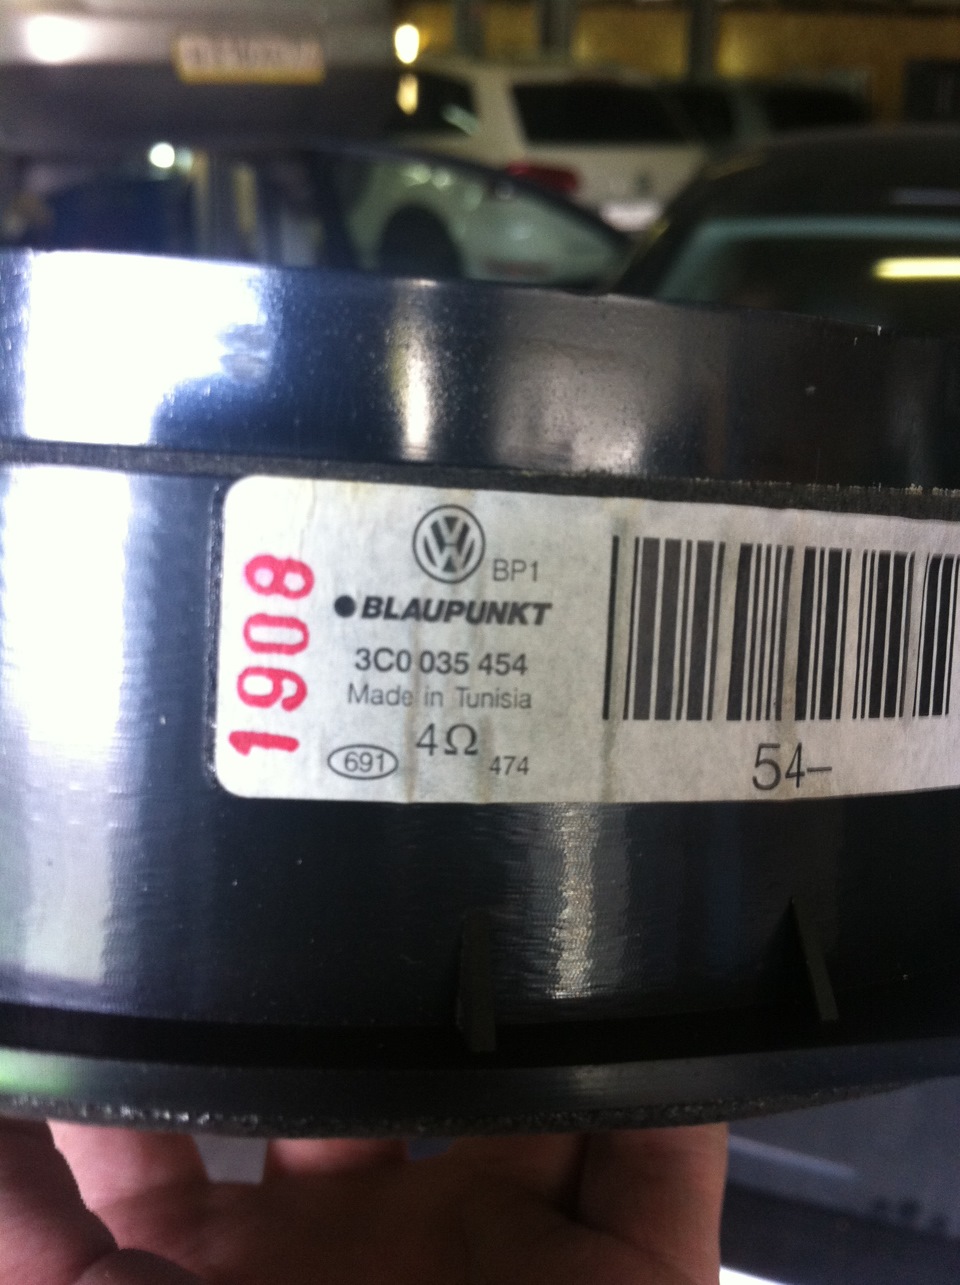 1908
BP1
BLAUPUNKT
3C0 035 454
Made in Tunisia
691 4Ω 474
54-